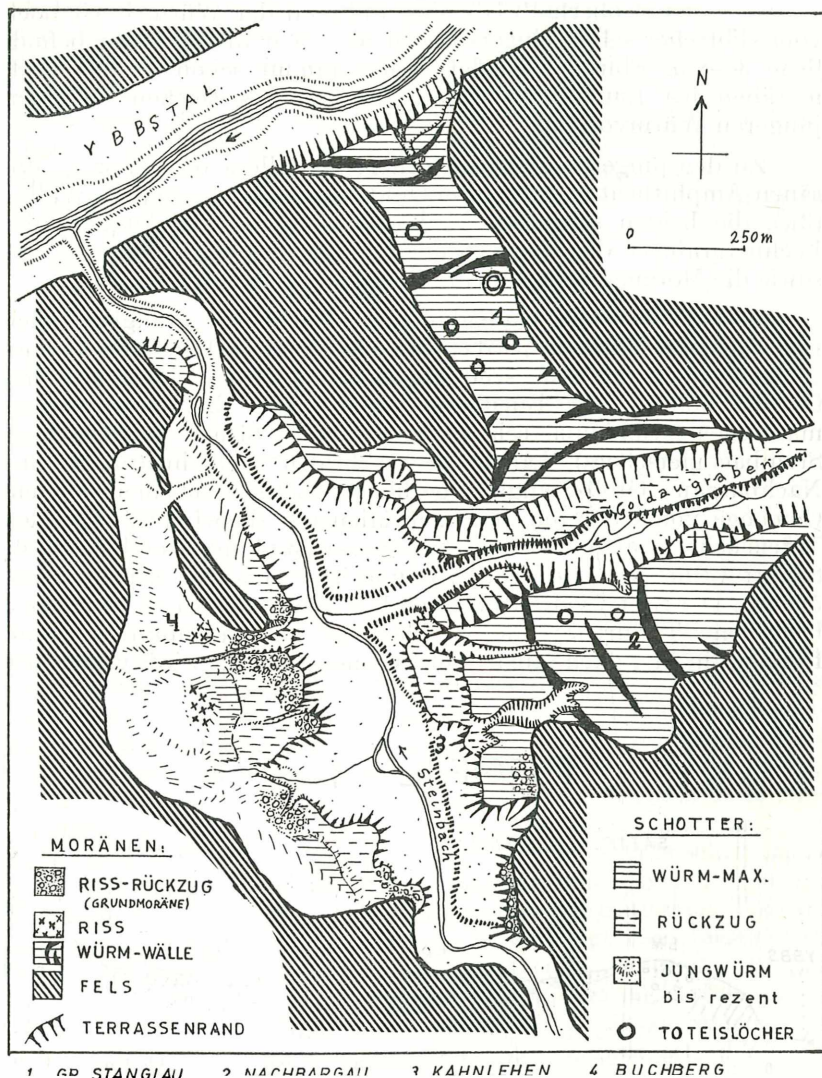 YBBSTAL
N
0 250m
1
Goldaugraben
2
4
3
Steinbach
MORÄNEN:
RISS-RÜCKZUG
(GRUNDMORÄNE)
RISS
WÜRM-WÄLLE
FELS
TERRASSENRAND
SCHOTTER:
WÜRM-MAX.
RÜCKZUG
JUNGWÜRM
bis rezent
TOTEISLÖCHER
1 GR. STANGLAU 2 NACHBARGAU 3 KAHNLEHEN 4 BUCHBERG